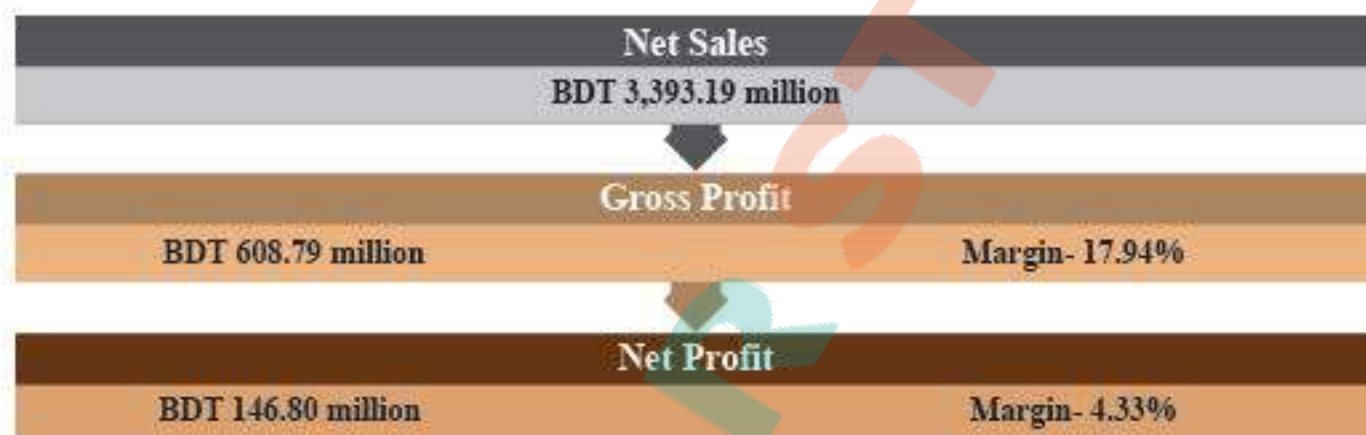 Net Sales
BDT 3,393.19 million
Gross Profit
BDT 608.79 million Margin- 17.94%
Net Profit
BDT 146.80 million Margin- 4.33%